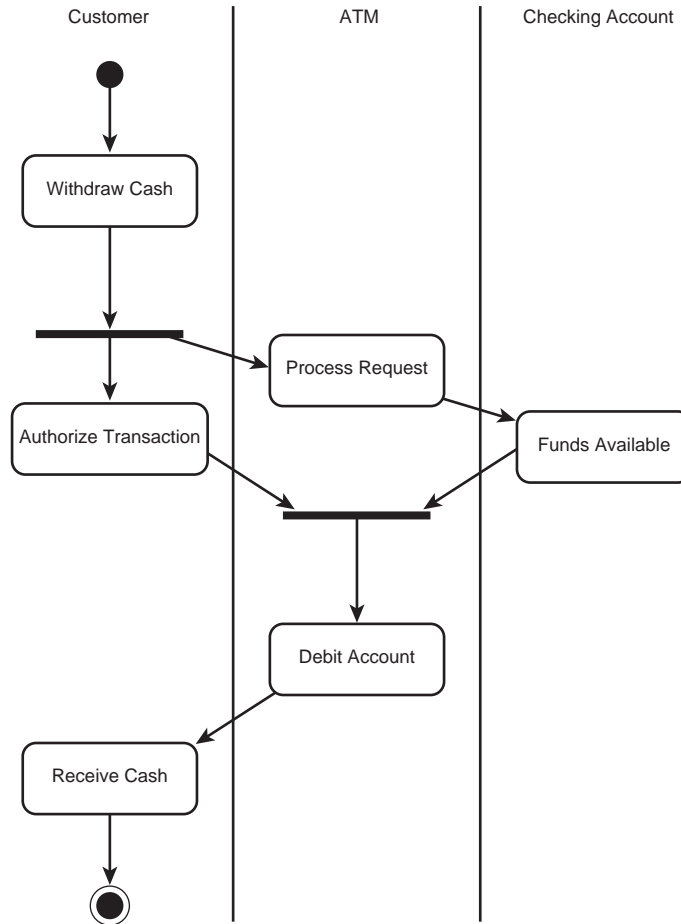 Customer
ATM
Checking Account
Withdraw Cash
Process Request
Authorize Transaction
Funds Available
Debit Account
Receive Cash